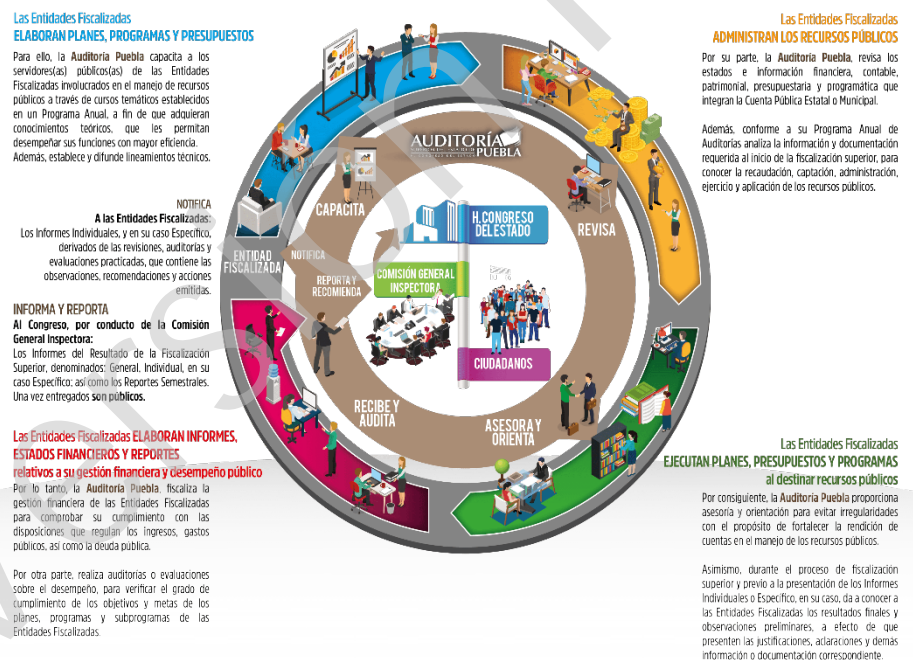 Las Entidades Fiscalizadas
ELABORAN PLANES, PROGRAMAS Y PRESUPUESTOS
Para ello, la Auditoría Puebla capacita a los
servidores(as) públicos(as) de las Entidades
Fiscalizadas involucrados en el manejo de recursos
públicos a través de cursos temáticos establecidos
en un Programa Anual, a fin de que adquieran
conocimientos teóricos, que les permitan
desempeñar sus funciones con mayor eficiencia.
Además, establece y difunde lineamientos técnicos.
NOTIFICA
A las Entidades Fiscalizadas:
Los Informes Individuales, y en su caso Específico,
derivados de las revisiones, auditorías y
evaluaciones practicadas, que contiene las
observaciones, recomendaciones y acciones
emitidas.
INFORMA Y REPORTA
Al Congreso, por conducto de la Comisión
General Inspectora:
Los Informes del Resultado de la Fiscalización
Superior, denominados: General, Individual, en su
caso Específico; así como los Reportes Semestrales.
Una vez entregados son públicos.
Las Entidades Fiscalizadas ELABORAN INFORMES,
ESTADOS FINANCIEROS Y REPORTES
relativos a su gestión financiera y desempeño público
Por lo tanto, la Auditoría Puebla, fiscaliza la
gestión financiera de las Entidades Fiscalizadas
para comprobar su cumplimiento con las
disposiciones que regulan los ingresos, gastos
públicos, así como la deuda pública.
Por otra parte, realiza auditorías o evaluaciones
sobre el desempeño, para verificar el grado de
cumplimiento de los objetivos y metas de los
planes, programas y subprogramas de las
Entidades Fiscalizadas.
AUDITORÍA
PUEBLA
CAPACITA
REVISA
H. CONGRESO
DEL ESTADO
ENTIDAD
FISCALIZADA
NOTIFICA
REPORTA Y
RECOMIENDA
COMISIÓN GENERAL
INSPECTORA
CIUDADANOS
RECIBE Y
AUDITA
ASESORA Y
ORIENTA
Las Entidades Fiscalizadas
ADMINISTRAN LOS RECURSOS PÚBLICOS
Por su parte, la Auditoría Puebla, revisa los
estados e información financiera, contable,
patrimonial, presupuestaria y programática que
integran la Cuenta Pública Estatal o Municipal.
Además, conforme a su Programa Anual de
Auditorías analiza la información y documentación
requerida al inicio de la fiscalización superior, para
conocer la recaudación, captación, administración,
ejercicio y aplicación de los recursos públicos.
Las Entidades Fiscalizadas
EJECUTAN PLANES, PRESUPUESTOS Y PROGRAMAS
al destinar recursos públicos
Por consiguiente, la Auditoría Puebla proporciona
asesoría y orientación para evitar irregularidades
con el propósito de fortalecer la rendición de
cuentas en el manejo de los recursos públicos.
Asimismo, durante el proceso de fiscalización
superior y previo a la presentación de los Informes
Individuales o Específico, en su caso, da a conocer a
las Entidades Fiscalizadas los resultados finales y
observaciones preliminares, a efecto de que
presenten las justificaciones, aclaraciones y demás
información o documentación correspondiente.